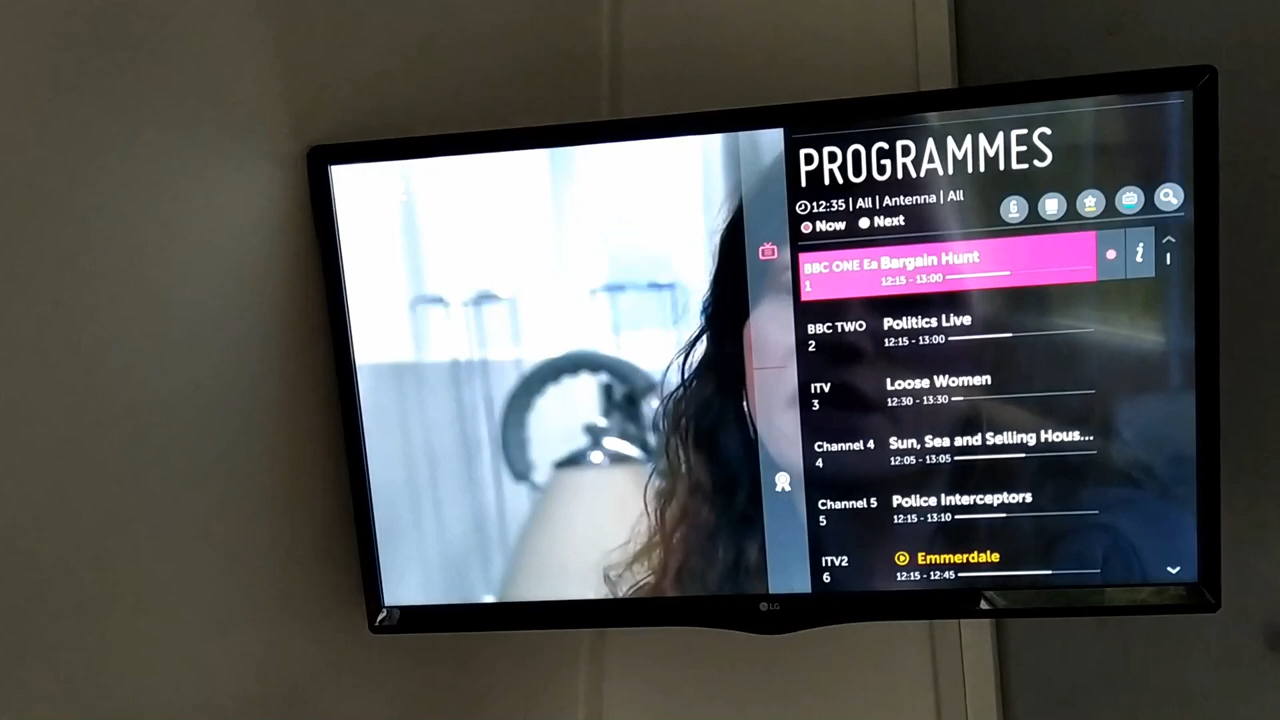 PROGRAMMES
12:35 | All | Antenna | All
Now Next
BBC ONE Ea Bargain Hunt
1 12:15 - 13:00
BBC TWO Politics Live
2 12:15 - 13:00
ITV Loose Women
3 12:30 - 13:30
Channel 4 Sun, Sea and Selling Hous...
4 12:05 - 13:05
Channel 5 Police Interceptors
5 12:15 - 13:10
ITV2 Emmerdale
6 12:15 - 12:45
LG